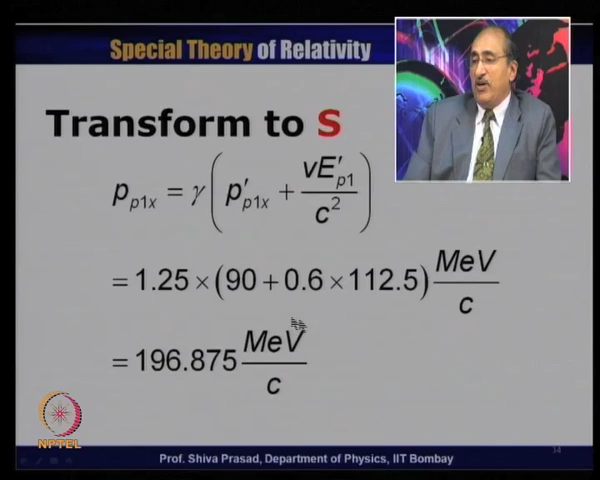 Special Theory of Relativity
Transform to S
p_{p1x} = γ ( p'_{p1x} + vE'_{p1} / c² )
= 1.25 × (90 + 0.6 × 112.5) MeV / c
= 196.875 MeV / c
NPTEL
Prof. Shiva Prasad, Department of Physics, IIT Bombay
34